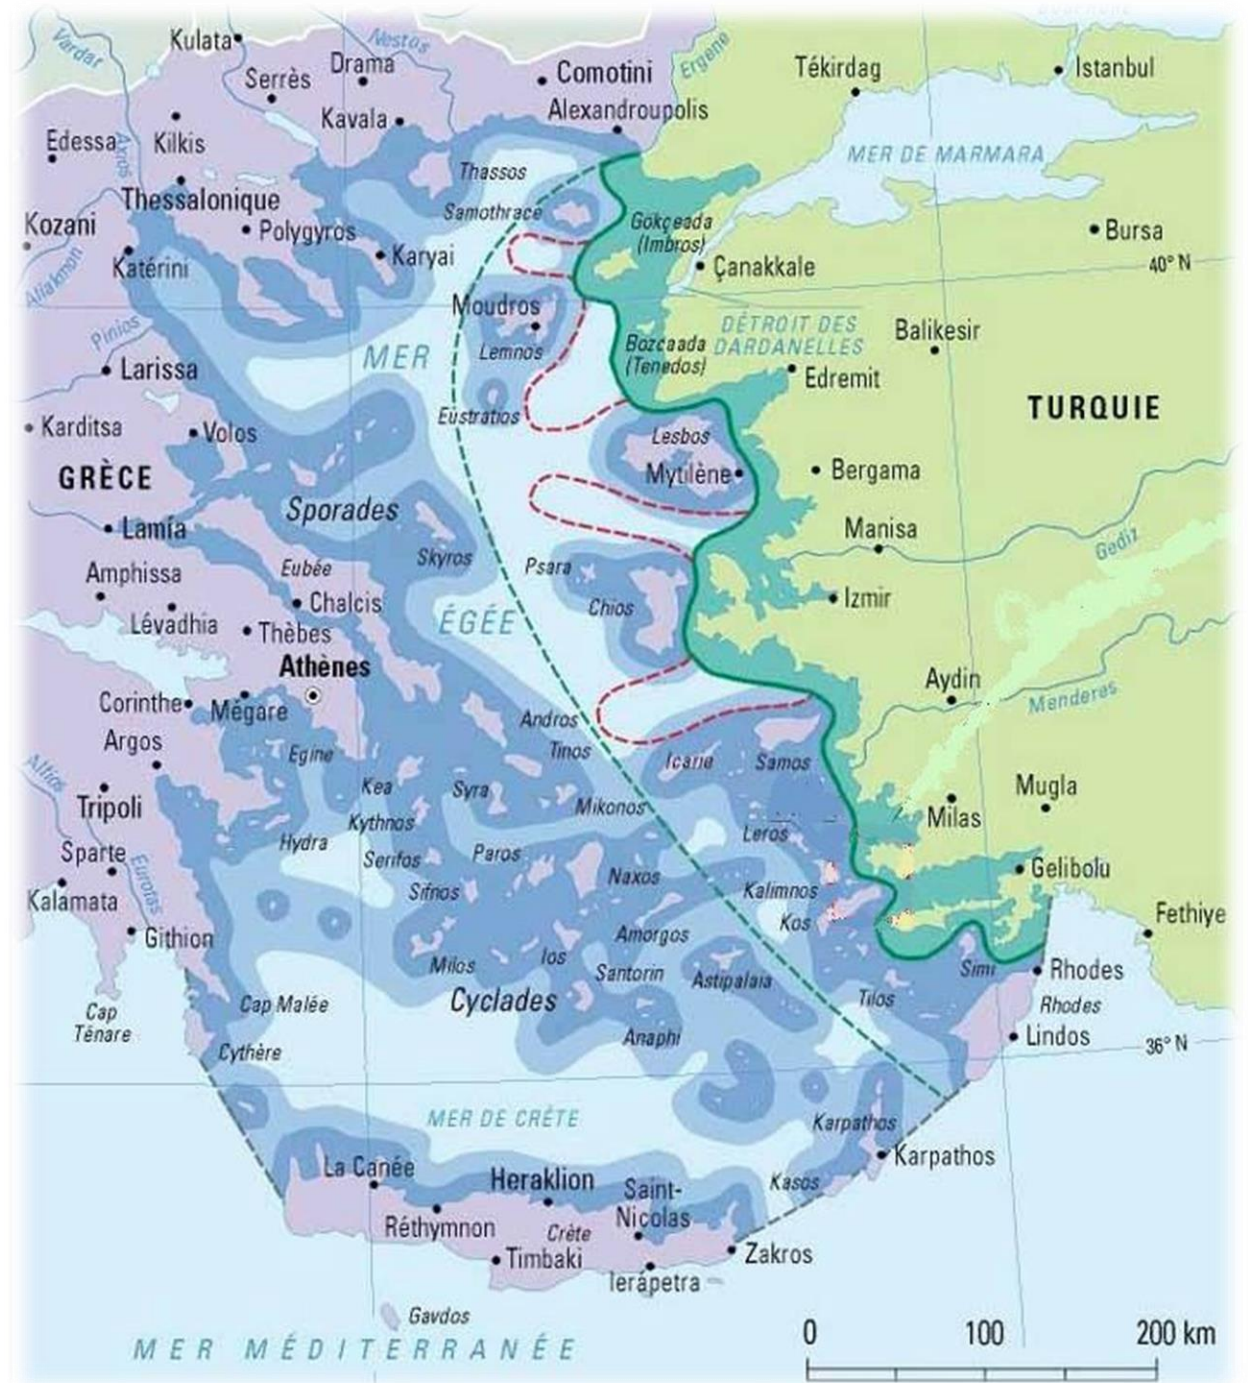 Vardar
Kulata
Nestos
Drama
Serrès
Comotini
Ergene
Tékirdag
Istanbul
Kavala
Alexandroupolis
Edessa
Kilkis
Axios
MER DE MARMARA
Thassos
Thessalonique
Samothrace
Gökçeada
(Imbros)
Kozani
Polygyros
Bursa
Karyai
Katérini
Çanakkale
40° N
Aliakmon
Moudros
Pinios
MER
DÉTROIT DES
DARDANELLES
Balikesir
Lemnos
Bozcaada
(Tenedos)
Larissa
Edremit
Eüstratios
TURQUIE
Karditsa
Volos
Lesbos
GRÈCE
Mytilène
Bergama
Sporades
Lamía
Manisa
Gediz
Skyros
Amphissa
Eubée
Psara
Chalcis
Chios
Izmir
Lévadhia
Thèbes
ÉGÉE
Athènes
Aydin
Menderes
Corinthe
Mégare
Andros
Argos
Tinos
Egine
Icarie
Samos
Alfios
Kea
Syra
Mugla
Tripoli
Mikonos
Milas
Kythnos
Leros
Hydra
Sparte
Serifos
Paros
Gelibolu
Eurotas
Sifnos
Naxos
Kalimnos
Kalamata
Kos
Fethiye
Githion
Amorgos
Milos
Ios
Santorin
Astipalaia
Simi
Rhodes
Cap
Ténare
Cap Malée
Cyclades
Tilos
Rhodes
Anaphi
Lindos
Cythère
36° N
MER DE CRÊTE
Karpathos
Karpathos
La Canée
Heraklion
Saint-
Nicolas
Kasos
Réthymnon
Crète
Timbaki
Zakros
Ierápetra
Gavdos
MER MÉDITERRANÉE
0 100 200 km